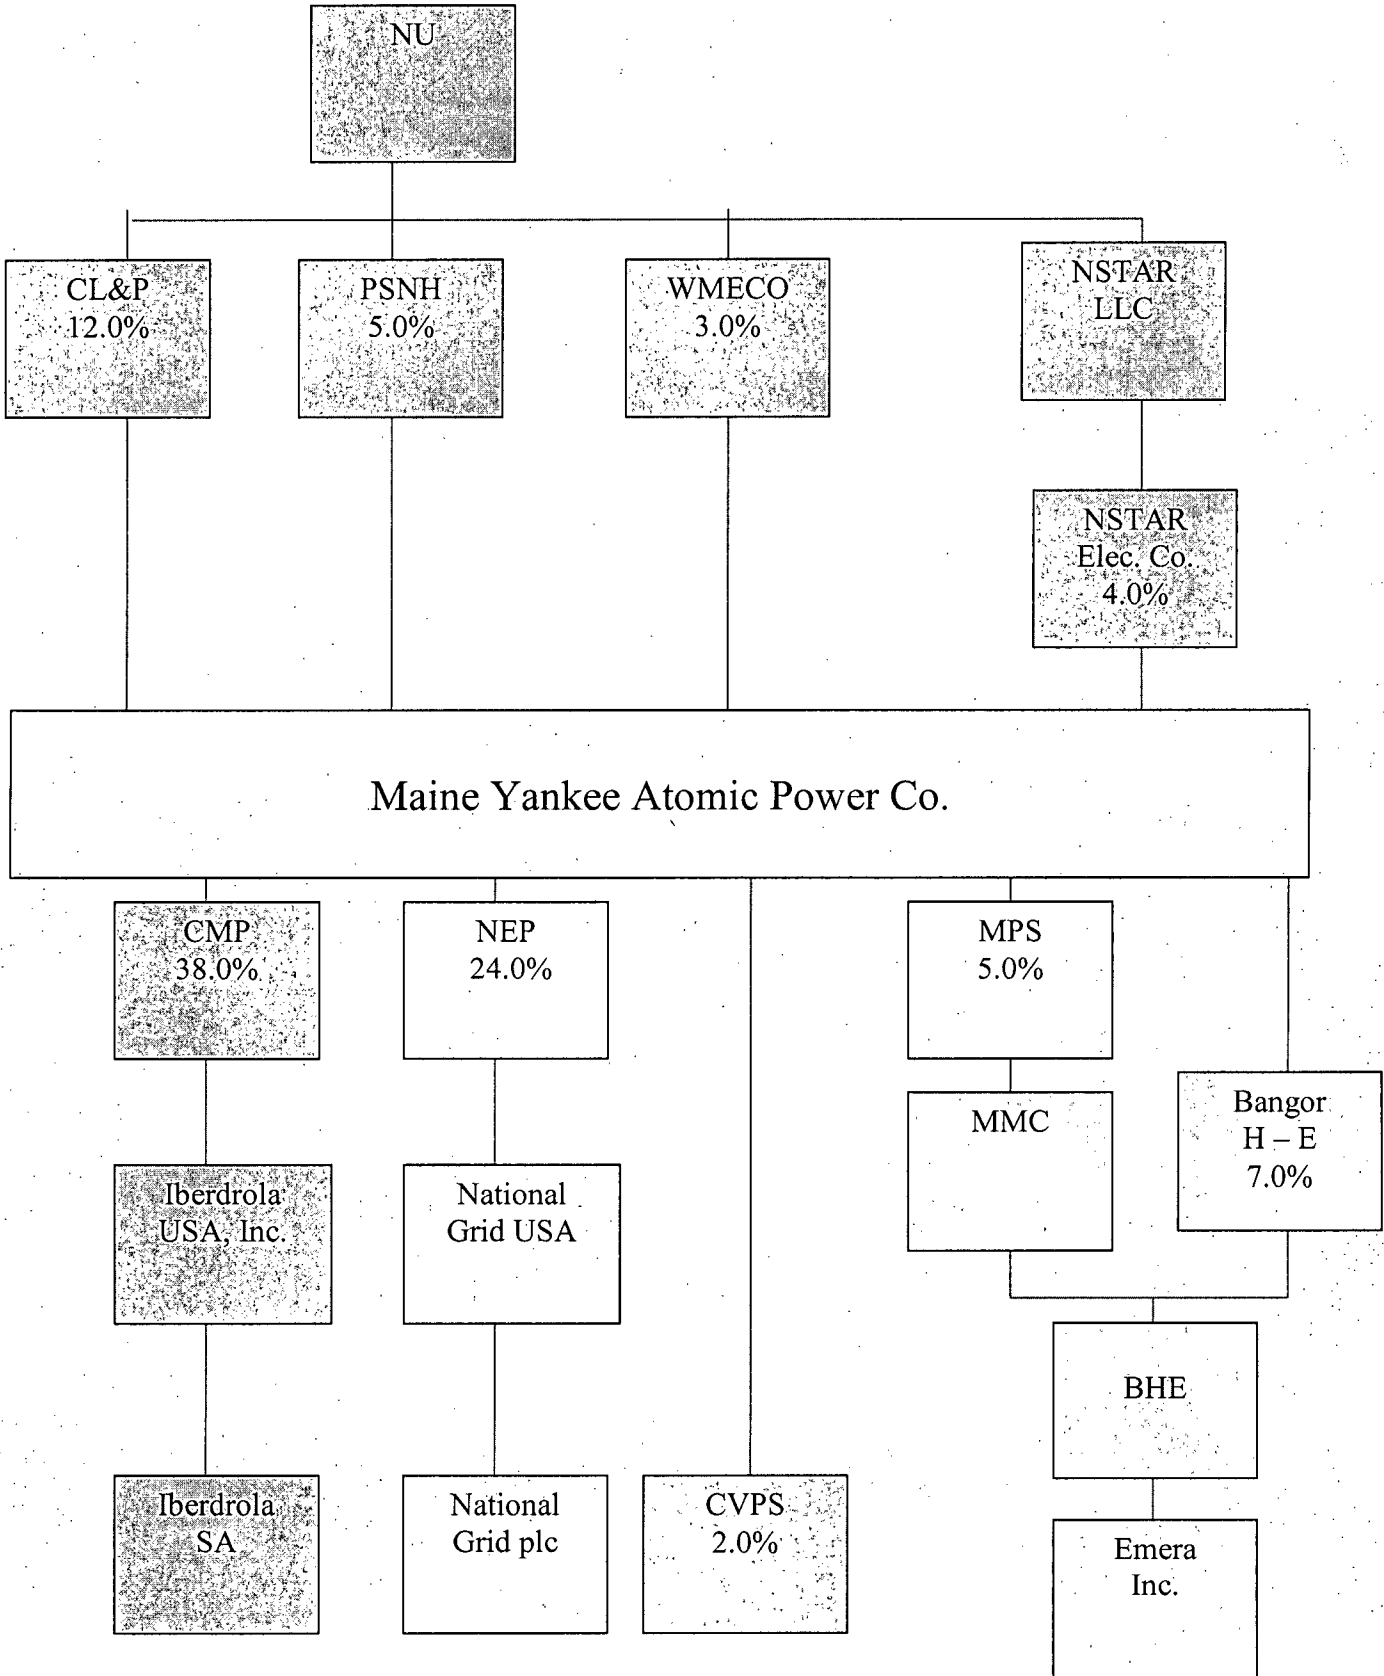 NU
CL&P
12.0%
PSNH
5.0%
WMECO
3.0%
NSTAR
LLC
NSTAR
Elec. Co.
4.0%
Maine Yankee Atomic Power Co.
CMP
38.0%
NEP
24.0%
MPS
5.0%
MMC
Bangor
H – E
7.0%
Iberdrola
USA, Inc.
National
Grid USA
BHE
Iberdrola
SA
National
Grid plc
CVPS
2.0%
Emera
Inc.